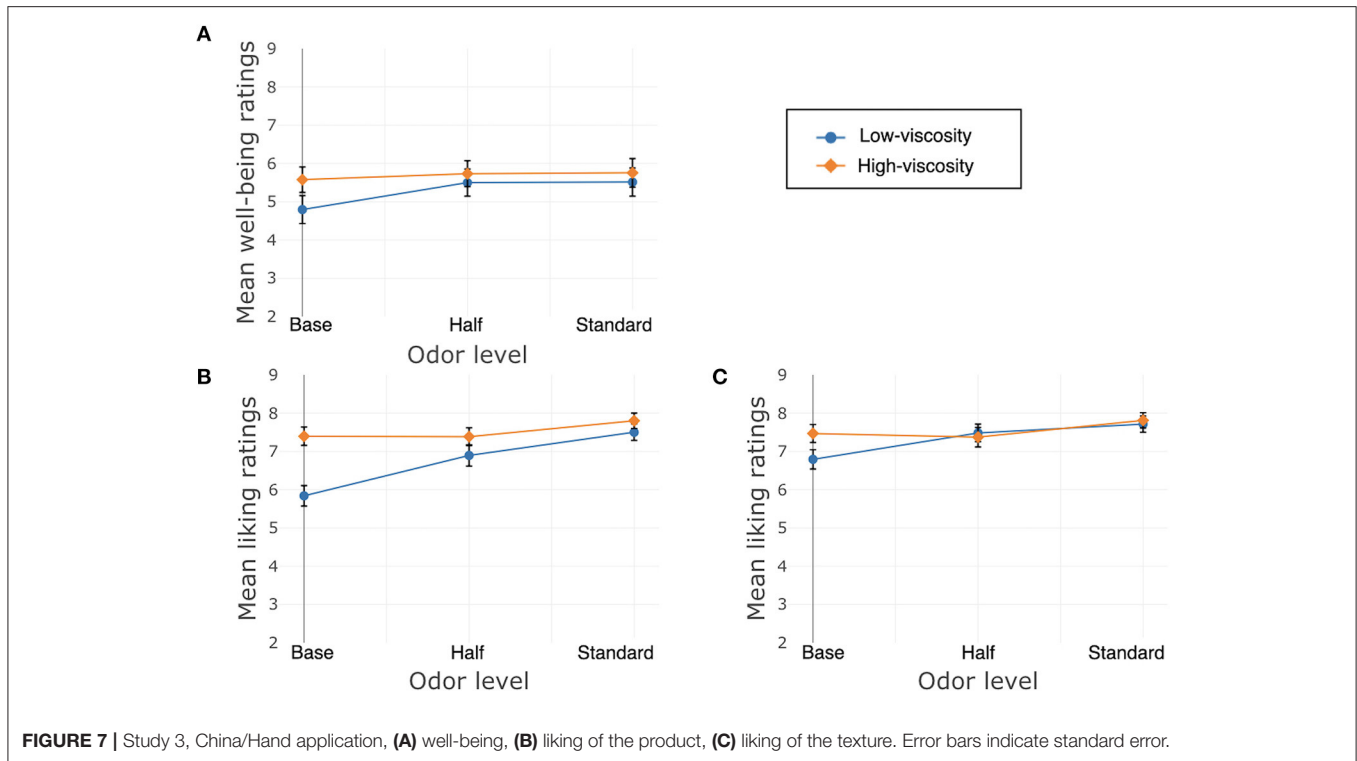 A
9
8
7
6
5
4
3
2
Mean well-being ratings
Base Half Standard
Odor level
Low-viscosity
High-viscosity
B
9
8
7
6
5
4
3
2
Mean liking ratings
Base Half Standard
Odor level
C
9
8
7
6
5
4
3
2
Mean liking ratings
Base Half Standard
Odor level
FIGURE 7 | Study 3, China/Hand application, (A) well-being, (B) liking of the product, (C) liking of the texture. Error bars indicate standard error.